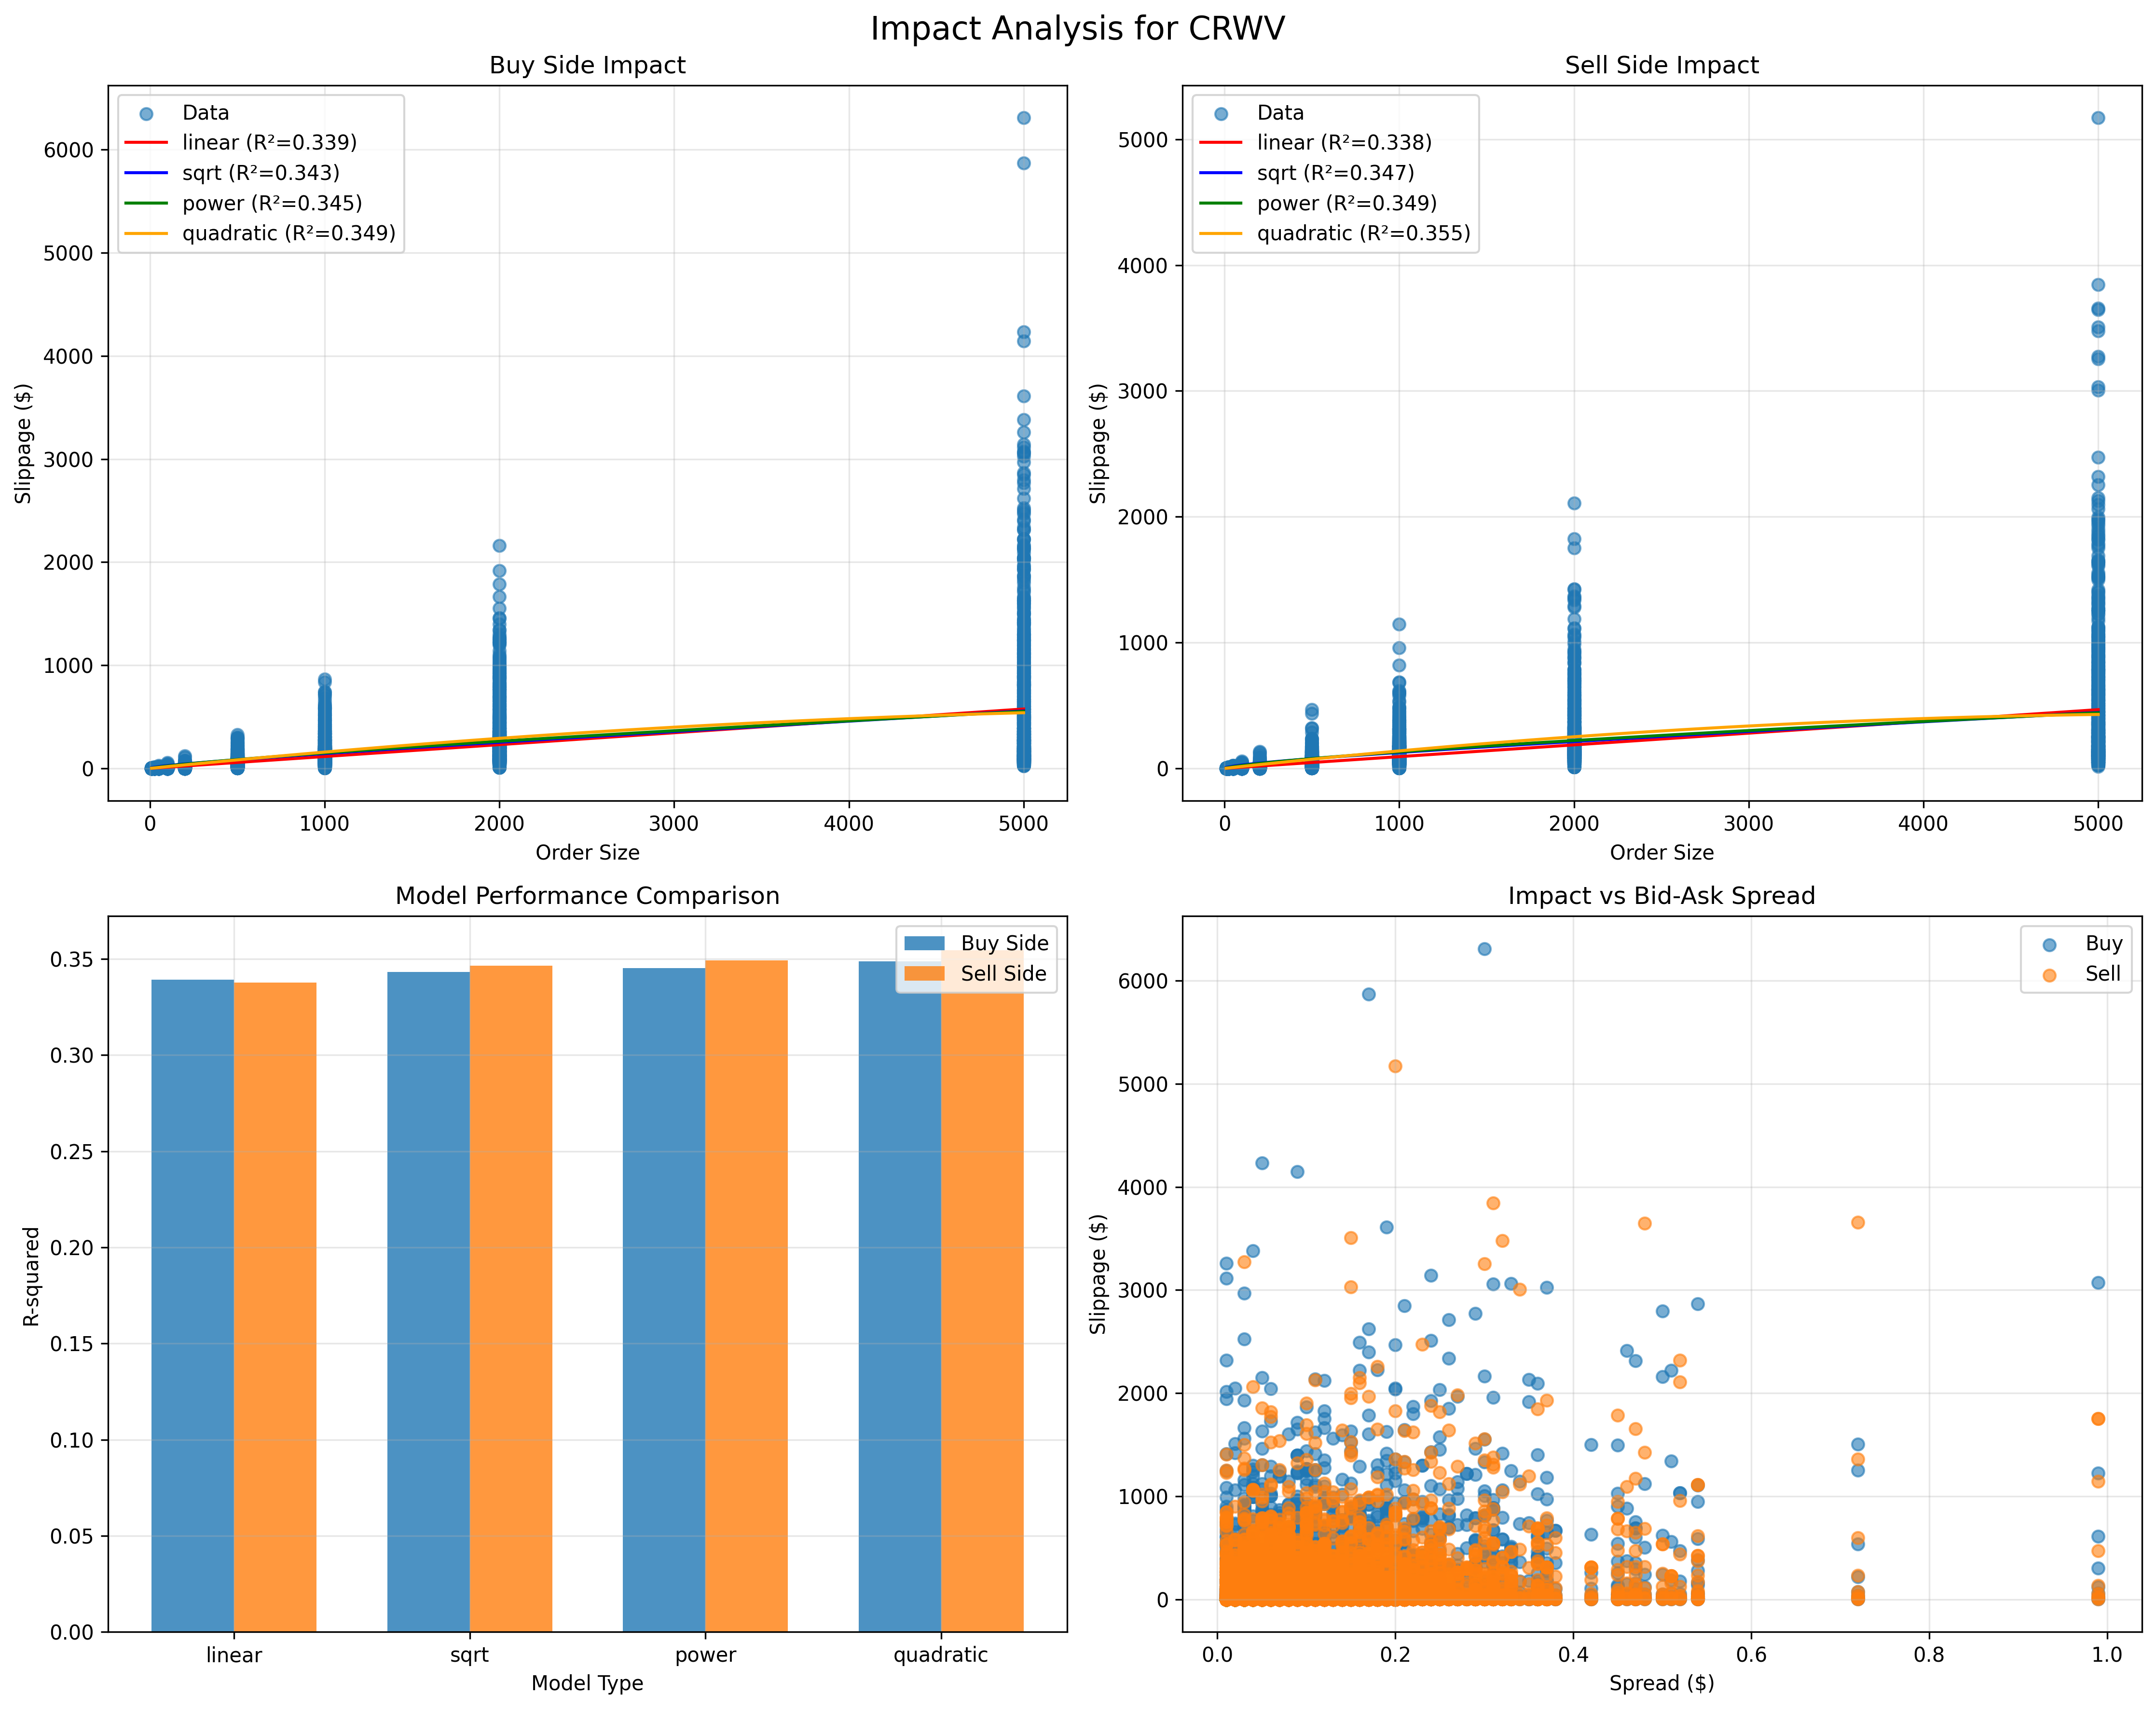 Impact Analysis for CRWV
Buy Side Impact
Slippage ($)
6000
5000
4000
3000
2000
1000
0
Data
linear (R²=0.339)
sqrt (R²=0.343)
power (R²=0.345)
quadratic (R²=0.349)
0 1000 2000 3000 4000 5000
Order Size
Sell Side Impact
Slippage ($)
5000
4000
3000
2000
1000
0
Data
linear (R²=0.338)
sqrt (R²=0.347)
power (R²=0.349)
quadratic (R²=0.355)
0 1000 2000 3000 4000 5000
Order Size
Model Performance Comparison
R-squared
0.35
0.30
0.25
0.20
0.15
0.10
0.05
0.00
Buy Side
Sell Side
linear sqrt power quadratic
Model Type
Impact vs Bid-Ask Spread
Slippage ($)
6000
5000
4000
3000
2000
1000
0
Buy
Sell
0.0 0.2 0.4 0.6 0.8 1.0
Spread ($)